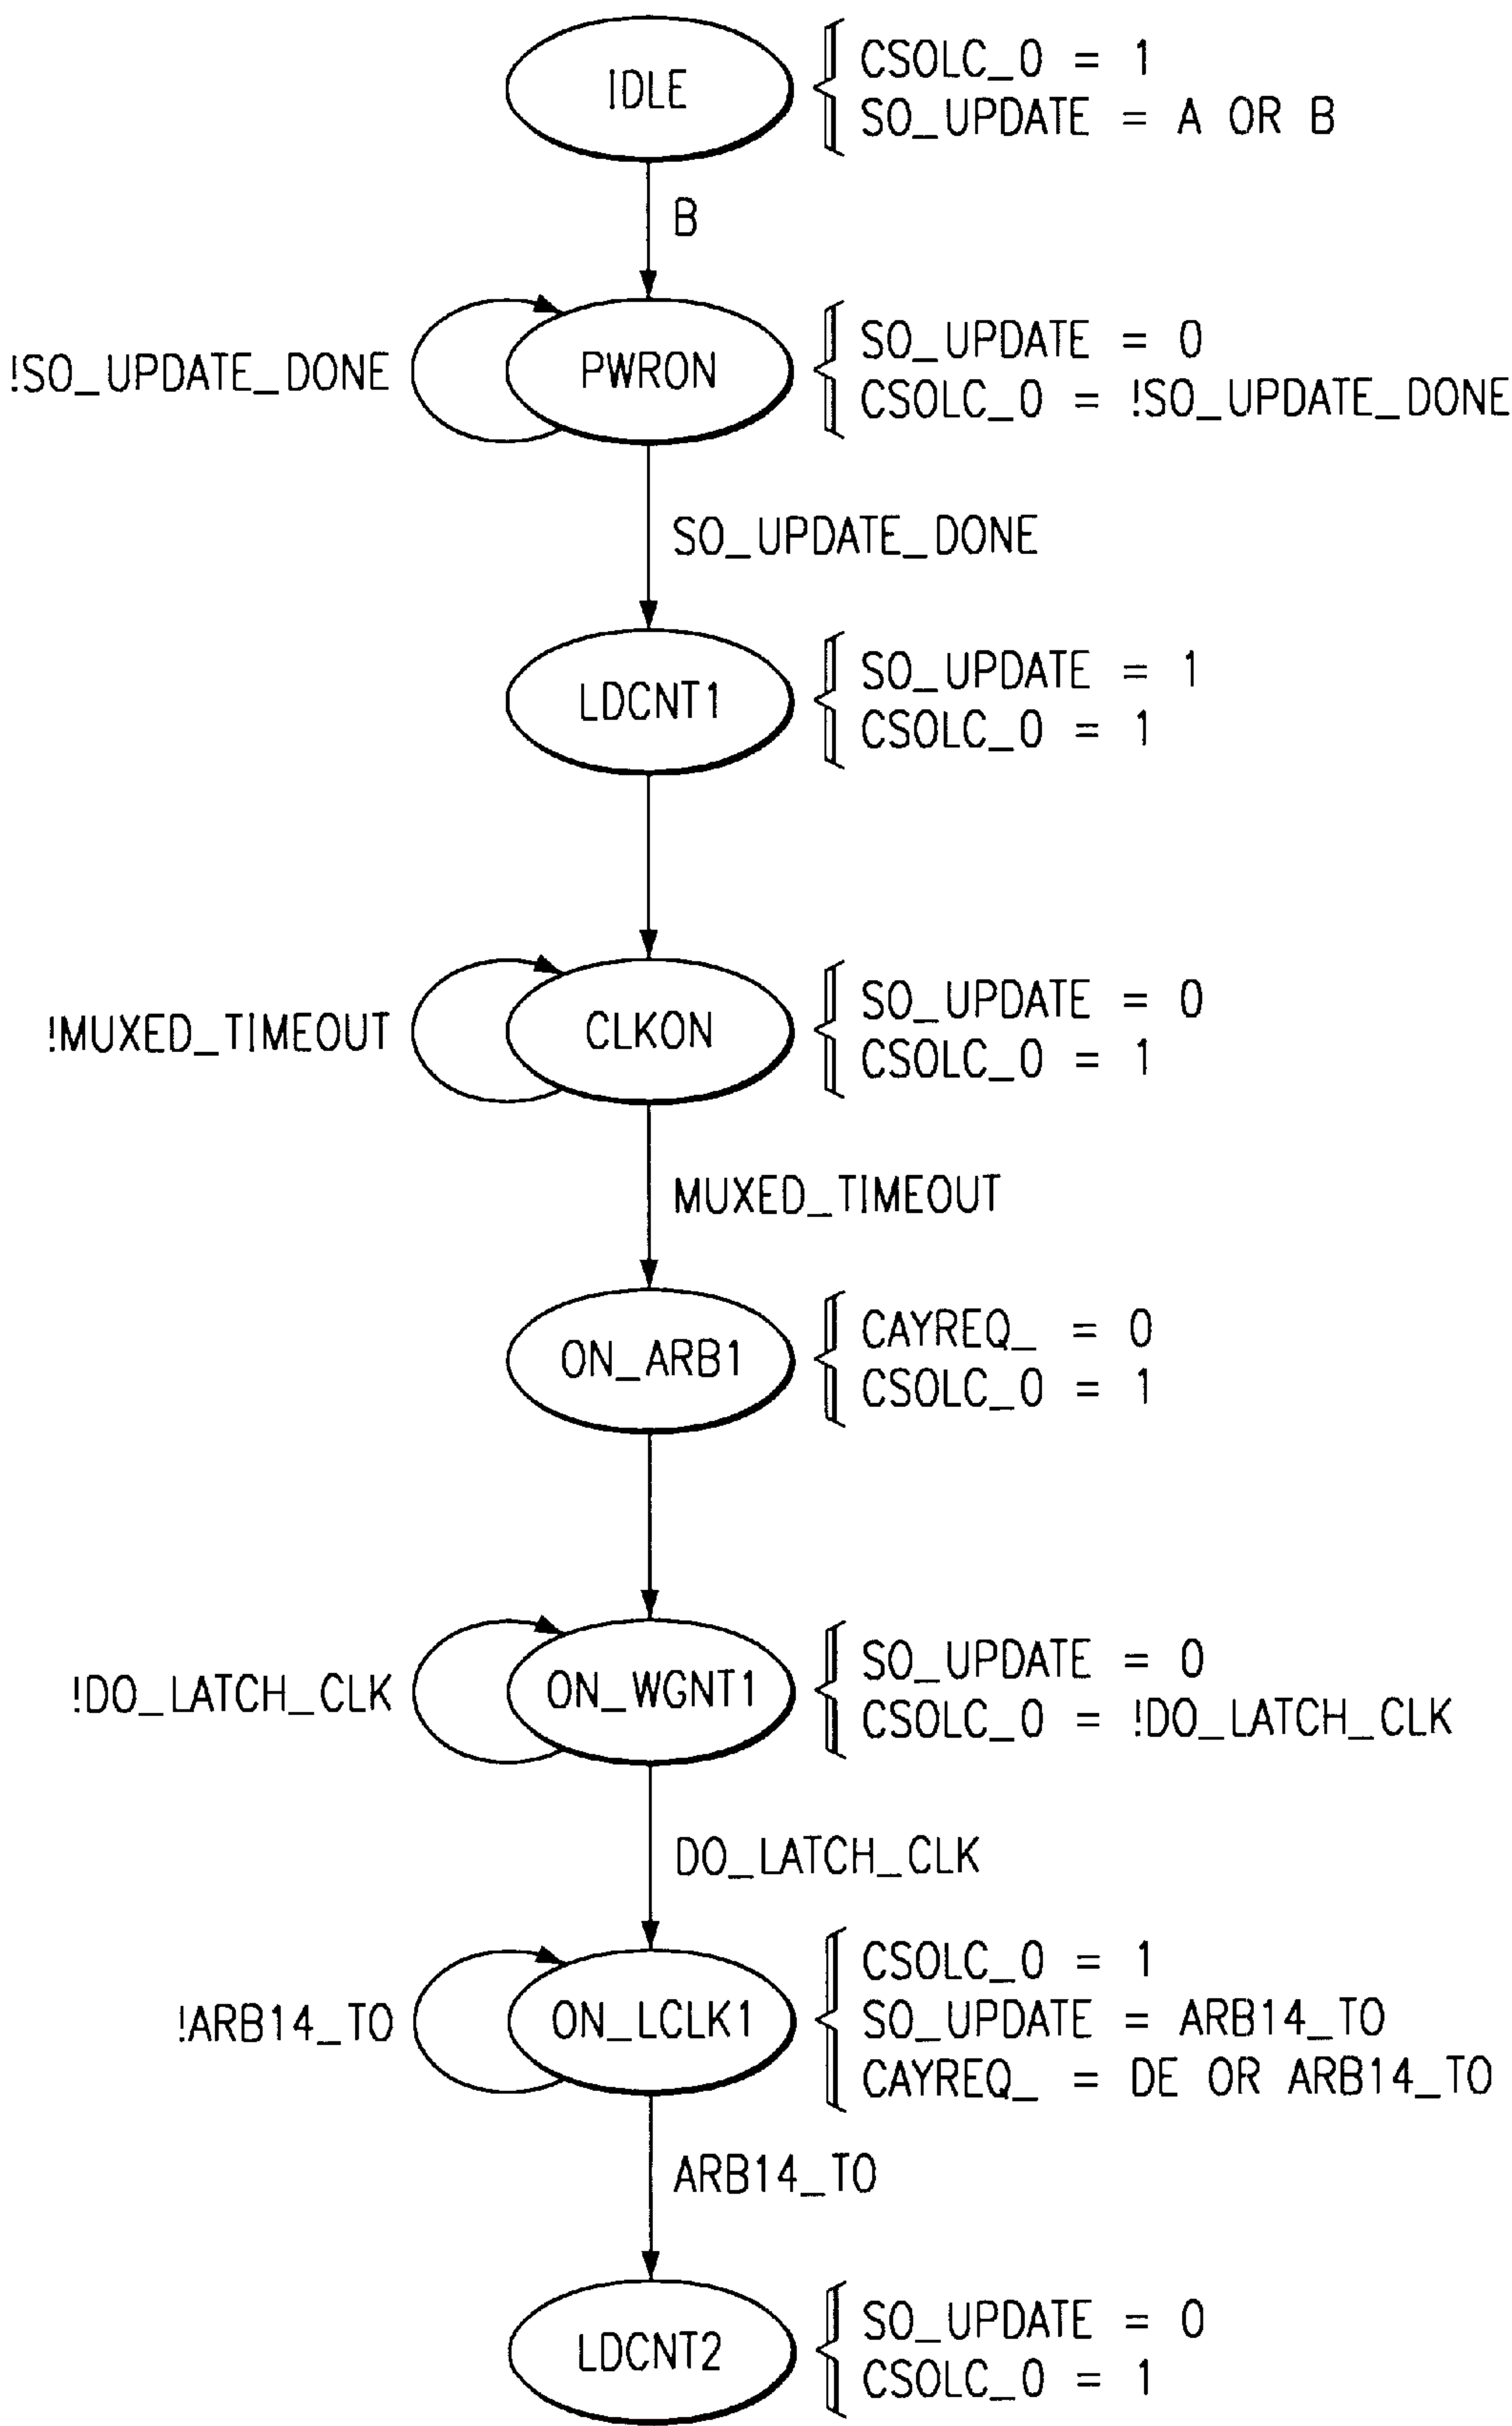 IDLE
CSOLC_0 = 1
SO_UPDATE = A OR B
B
!SO_UPDATE_DONE
PWRON
SO_UPDATE = 0
CSOLC_0 = !SO_UPDATE_DONE
SO_UPDATE_DONE
LDCNT1
SO_UPDATE = 1
CSOLC_0 = 1
!MUXED_TIMEOUT
CLKON
SO_UPDATE = 0
CSOLC_0 = 1
MUXED_TIMEOUT
ON_ARB1
CAYREQ_ = 0
CSOLC_0 = 1
!DO_LATCH_CLK
ON_WGNT1
SO_UPDATE = 0
CSOLC_0 = !DO_LATCH_CLK
DO_LATCH_CLK
!ARB14_TO
ON_LCLK1
CSOLC_0 = 1
SO_UPDATE = ARB14_TO
CAYREQ_ = DE OR ARB14_TO
ARB14_TO
LDCNT2
SO_UPDATE = 0
CSOLC_0 = 1